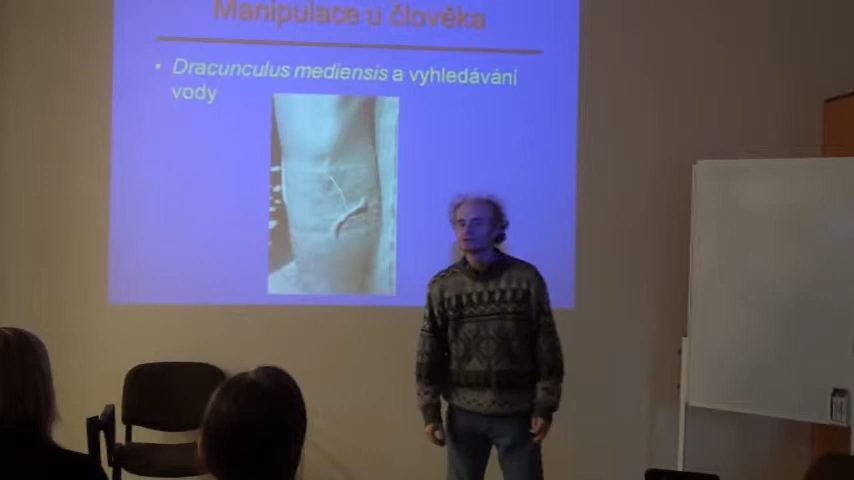 Manipulace u člověka
• Dracunculus mediensis a vyhledávání
vody